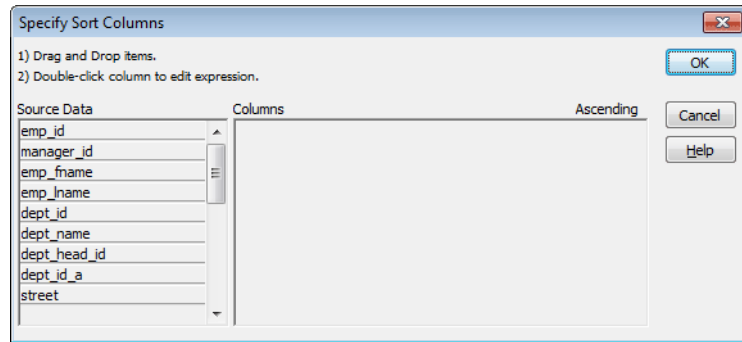 Specify Sort Columns
1) Drag and Drop items.
2) Double-click column to edit expression.
OK
Source Data
Columns
Ascending
Cancel
Help
emp_id
manager_id
emp_fname
emp_lname
dept_id
dept_name
dept_head_id
dept_id_a
street